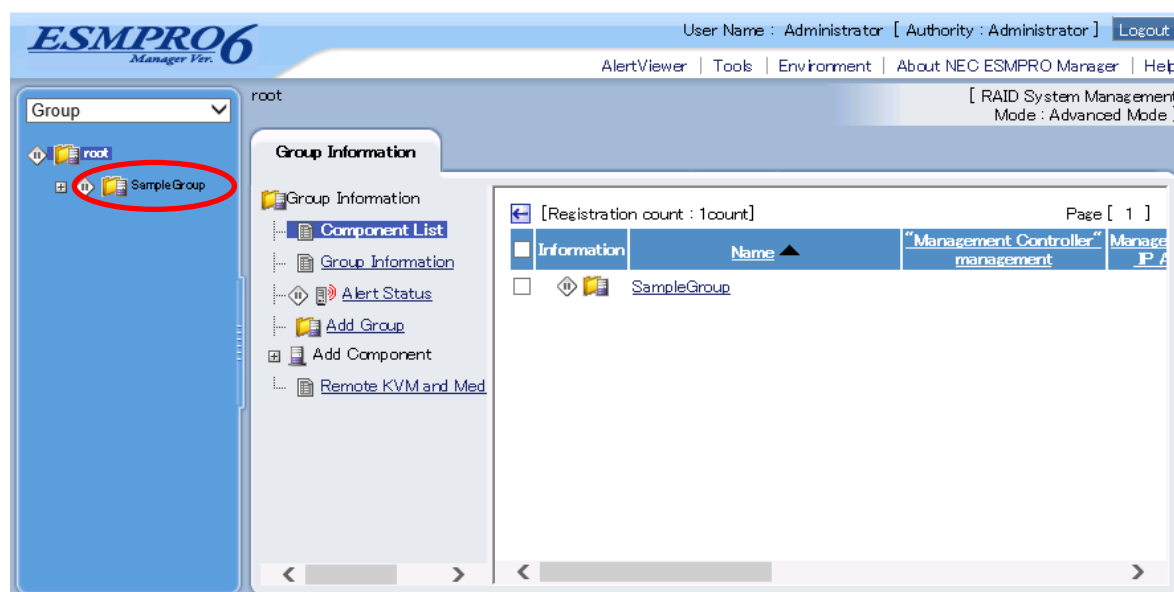 ESMPRO6
Manager Ver.
User Name : Administrator [ Authority : Administrator ] Logout
AlertViewer | Tools | Environment | About NEC ESMPRO Manager | Help
Group
root
[ RAID System Management
Mode : Advanced Mode ]
root
SampleGroup
Group Information
Group Information
Component List
Group Information
Alert Status
Add Group
Add Component
Remote KVM and Med
[Registration count : 1count] Page [ 1 ]
Information Name ▲ "Management Controller" management Manage
IP A
SampleGroup